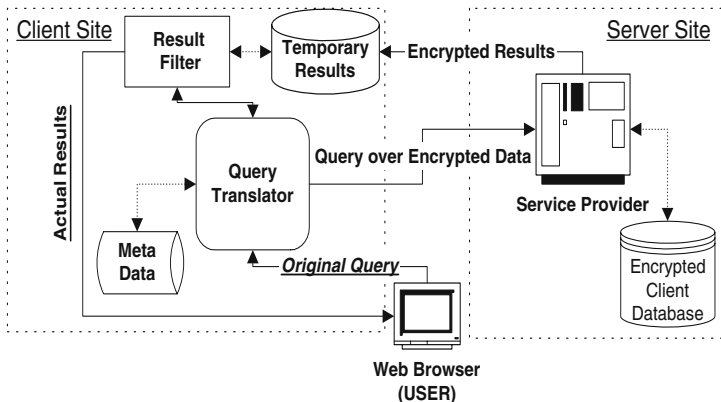 Client Site
Server Site
Result
Filter
Temporary
Results
Encrypted Results
Actual Results
Query
Translator
Query over Encrypted Data
Service Provider
Meta
Data
Original Query
Encrypted
Client
Database
Web Browser
(USER)